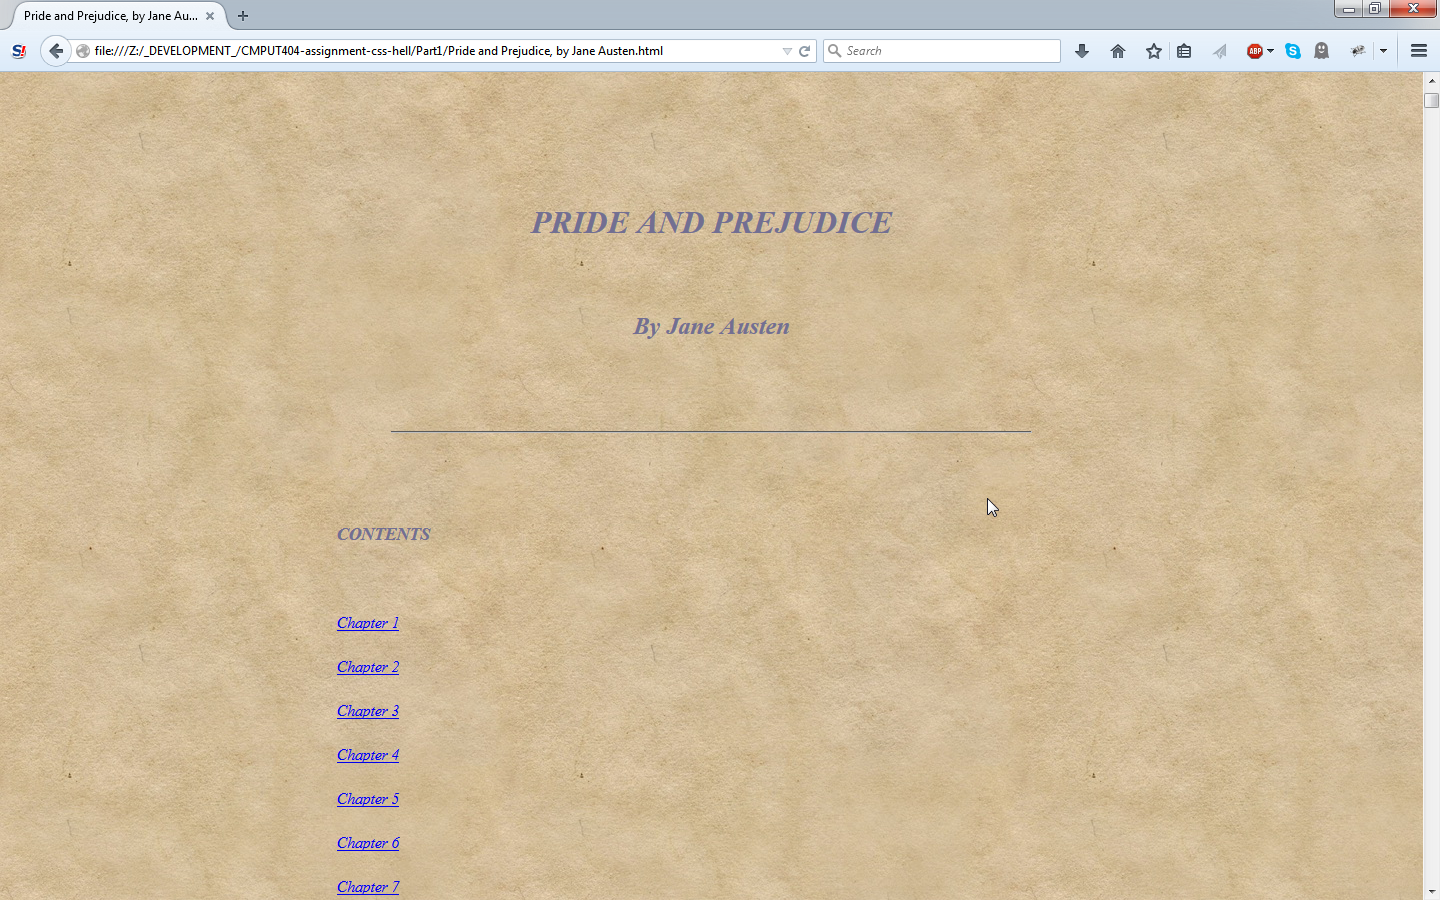 Pride and Prejudice, by Jane Au...
file:///Z:/_DEVELOPMENT_/CMPUT404-assignment-css-hell/Part1/Pride and Prejudice, by Jane Austen.html
Search
ABP
PRIDE AND PREJUDICE
By Jane Austen
CONTENTS
Chapter 1
Chapter 2
Chapter 3
Chapter 4
Chapter 5
Chapter 6
Chapter 7